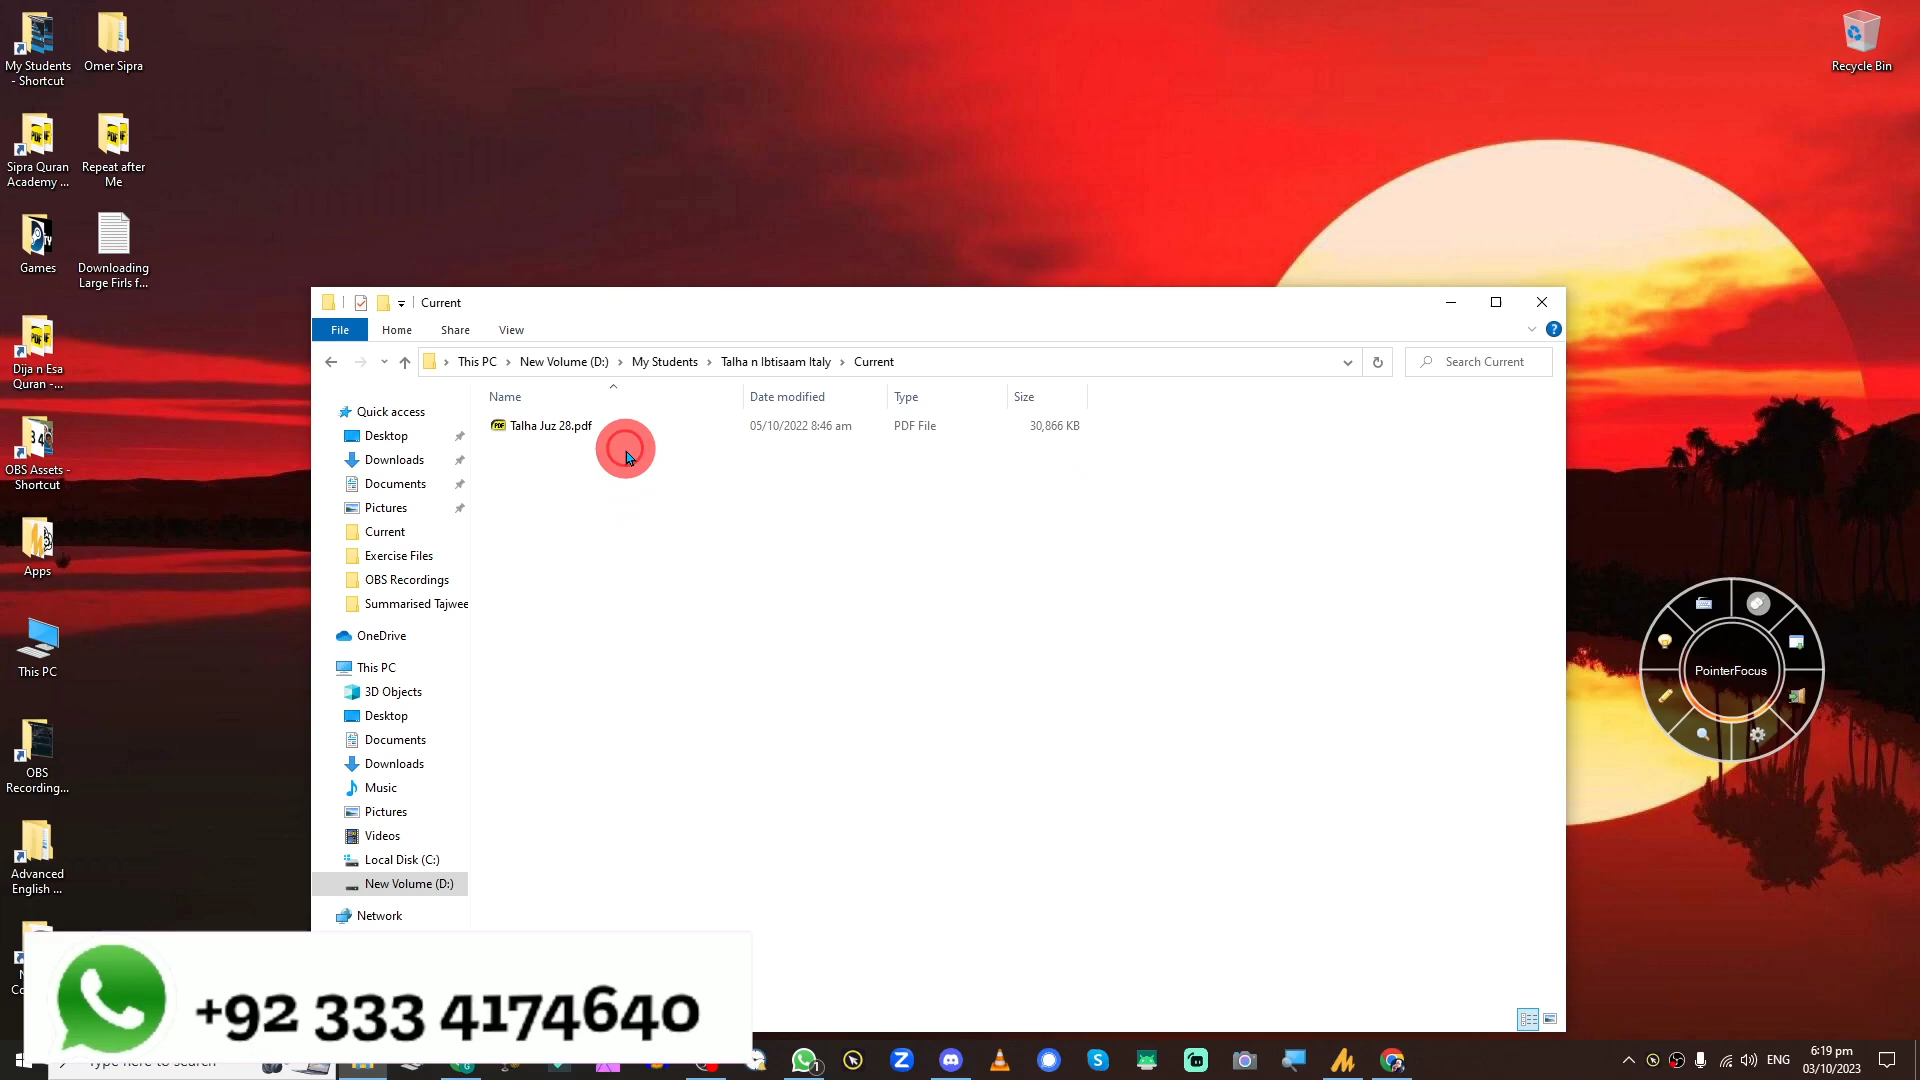 My Students
- Shortcut
Omer Sipra
Recycle Bin
Sipra Quran
Academy ...
Repeat after
Me
Games
Downloading
Large Firls f...
Dija n Esa
Quran -...
OBS Assets -
Shortcut
Apps
This PC
OBS
Recording...
Advanced
English ...
Current
File
Home
Share
View
This PC
New Volume (D:)
My Students
Talha n Ibtisaam Italy
Current
Search Current
Name
Date modified
Type
Size
Talha Juz 28.pdf
05/10/2022 8:46 am
PDF File
30,866 KB
Quick access
Desktop
Downloads
Documents
Pictures
Current
Exercise Files
OBS Recordings
Summarised Tajwee
OneDrive
This PC
3D Objects
Desktop
Documents
Downloads
Music
Pictures
Videos
Local Disk (C:)
New Volume (D:)
Network
PointerFocus
+92 333 4174640
1
ENG
6:19 pm
03/10/2023